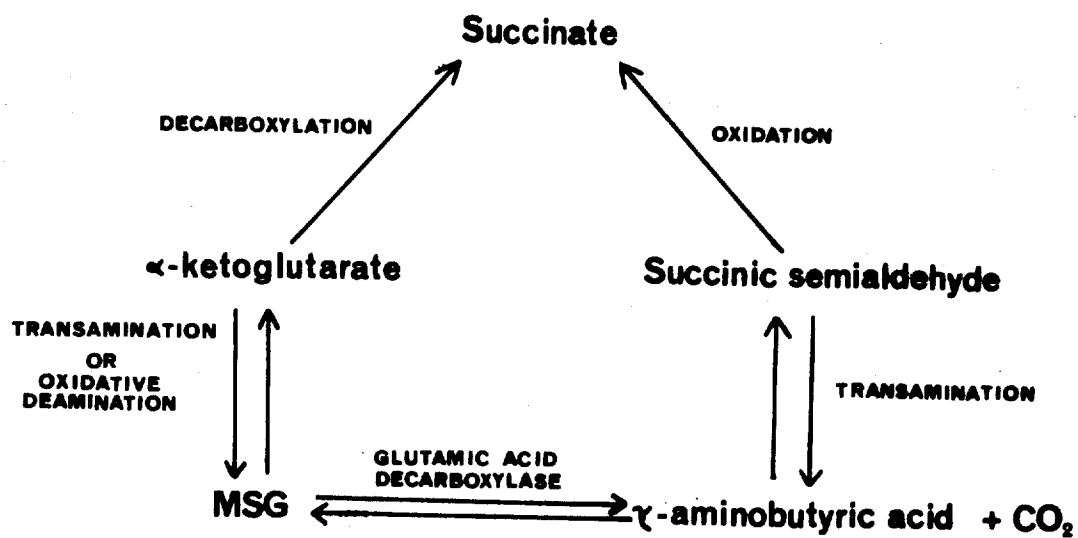 Succinate
DECARBOXYLATION
OXIDATION
α-ketoglutarate
Succinic semialdehyde
TRANSAMINATION
OR
OXIDATIVE
DEAMINATION
TRANSAMINATION
GLUTAMIC ACID
DECARBOXYLASE
MSG
γ-aminobutyric acid + CO₂